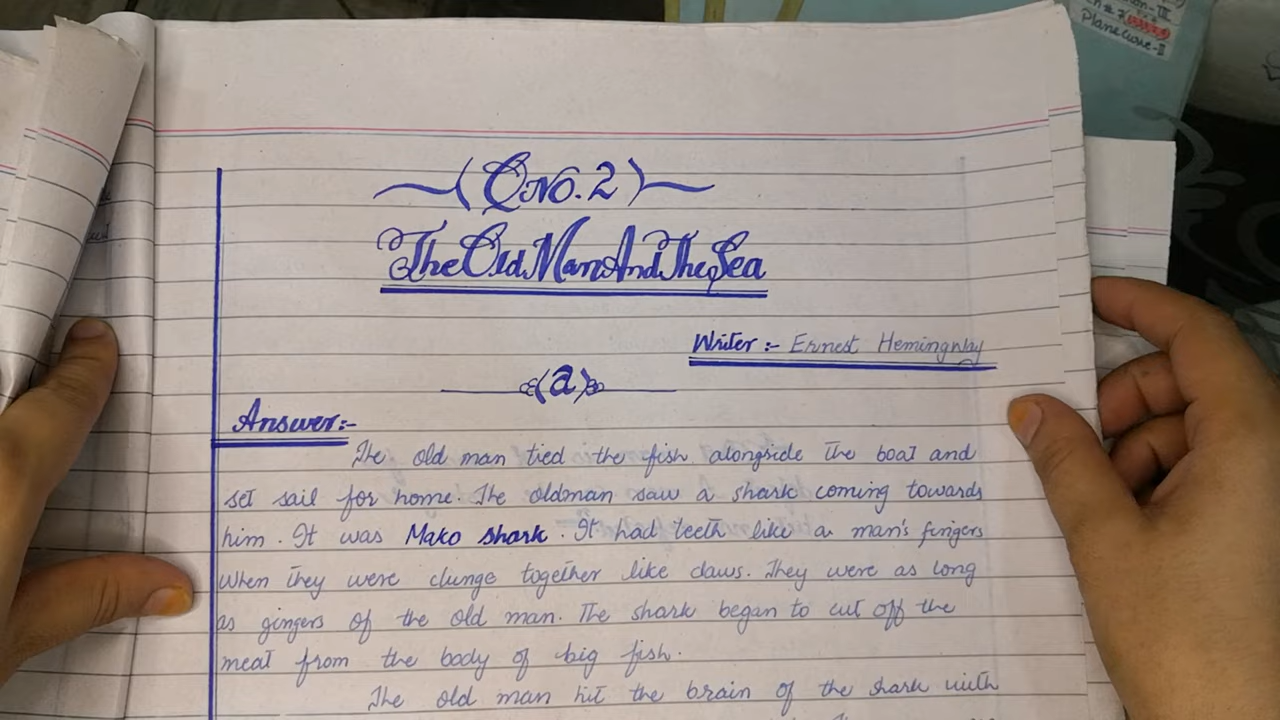 Q No. 2
The Old Man And The Sea
Writer :- Ernest Hemingway
(a)
Answer:-
The old man tied the fish alongside the boat and
set sail for home. The oldman saw a shark coming towards
him. It was Mako shark. It had teeth like a man's fingers
when they were clunge together like claws. They were as long
as gingers of the old man. The shark began to cut off the
meat from the body of big fish.
The old man hit the brain of the shark with